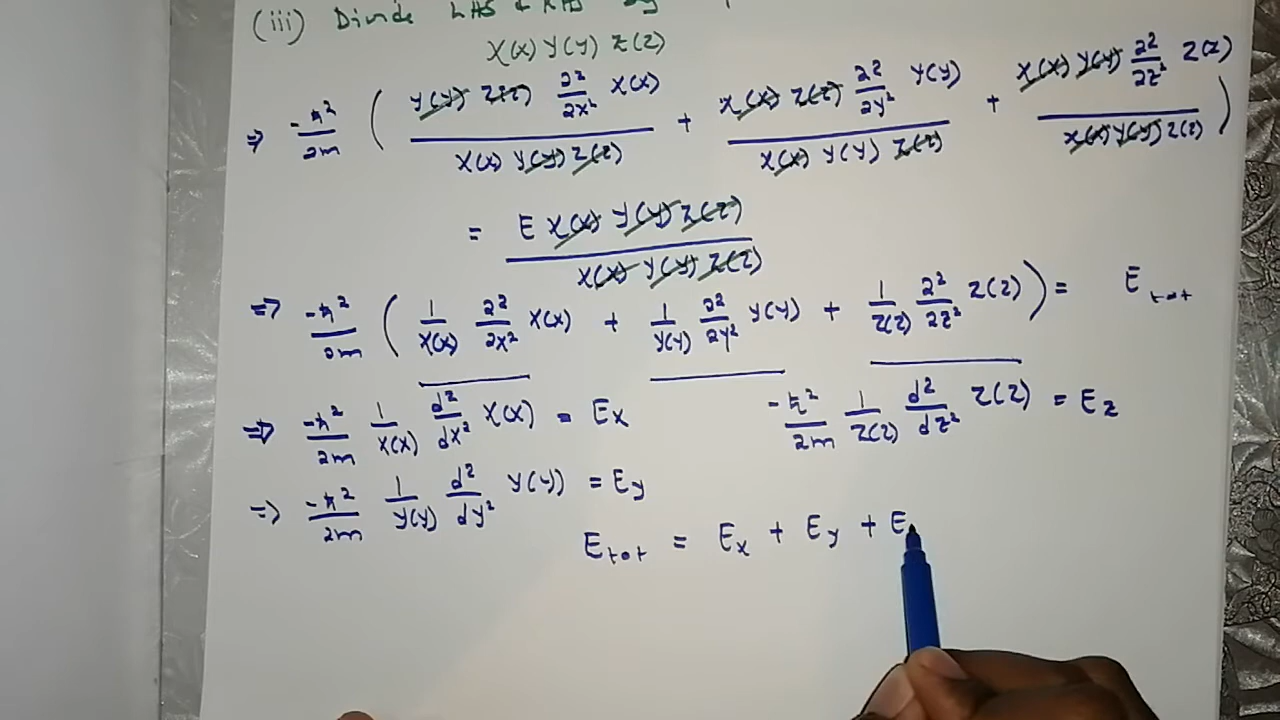 (iii) Divide LHS & RHS by
X(x) Y(y) Z(z)
=> -ħ²/2m ( Y(y) Z(z) ∂²/∂x² X(x) / X(x) Y(y) Z(z) + X(x) Z(z) ∂²/∂y² Y(y) / X(x) Y(y) Z(z) + X(x) Y(y) ∂²/∂z² Z(z) / X(x) Y(y) Z(z) )
= E X(x) Y(y) Z(z) / X(x) Y(y) Z(z)
=> -ħ²/2m ( 1/X(x) ∂²/∂x² X(x) + 1/Y(y) ∂²/∂y² Y(y) + 1/Z(z) ∂²/∂z² Z(z) ) = E tot
=> -ħ²/2m 1/X(x) d²/dx² X(x) = Ex
-ħ²/2m 1/Z(z) d²/dz² Z(z) = Ez
=> -ħ²/2m 1/Y(y) d²/dy² Y(y)) = Ey
E tot = Ex + Ey + E